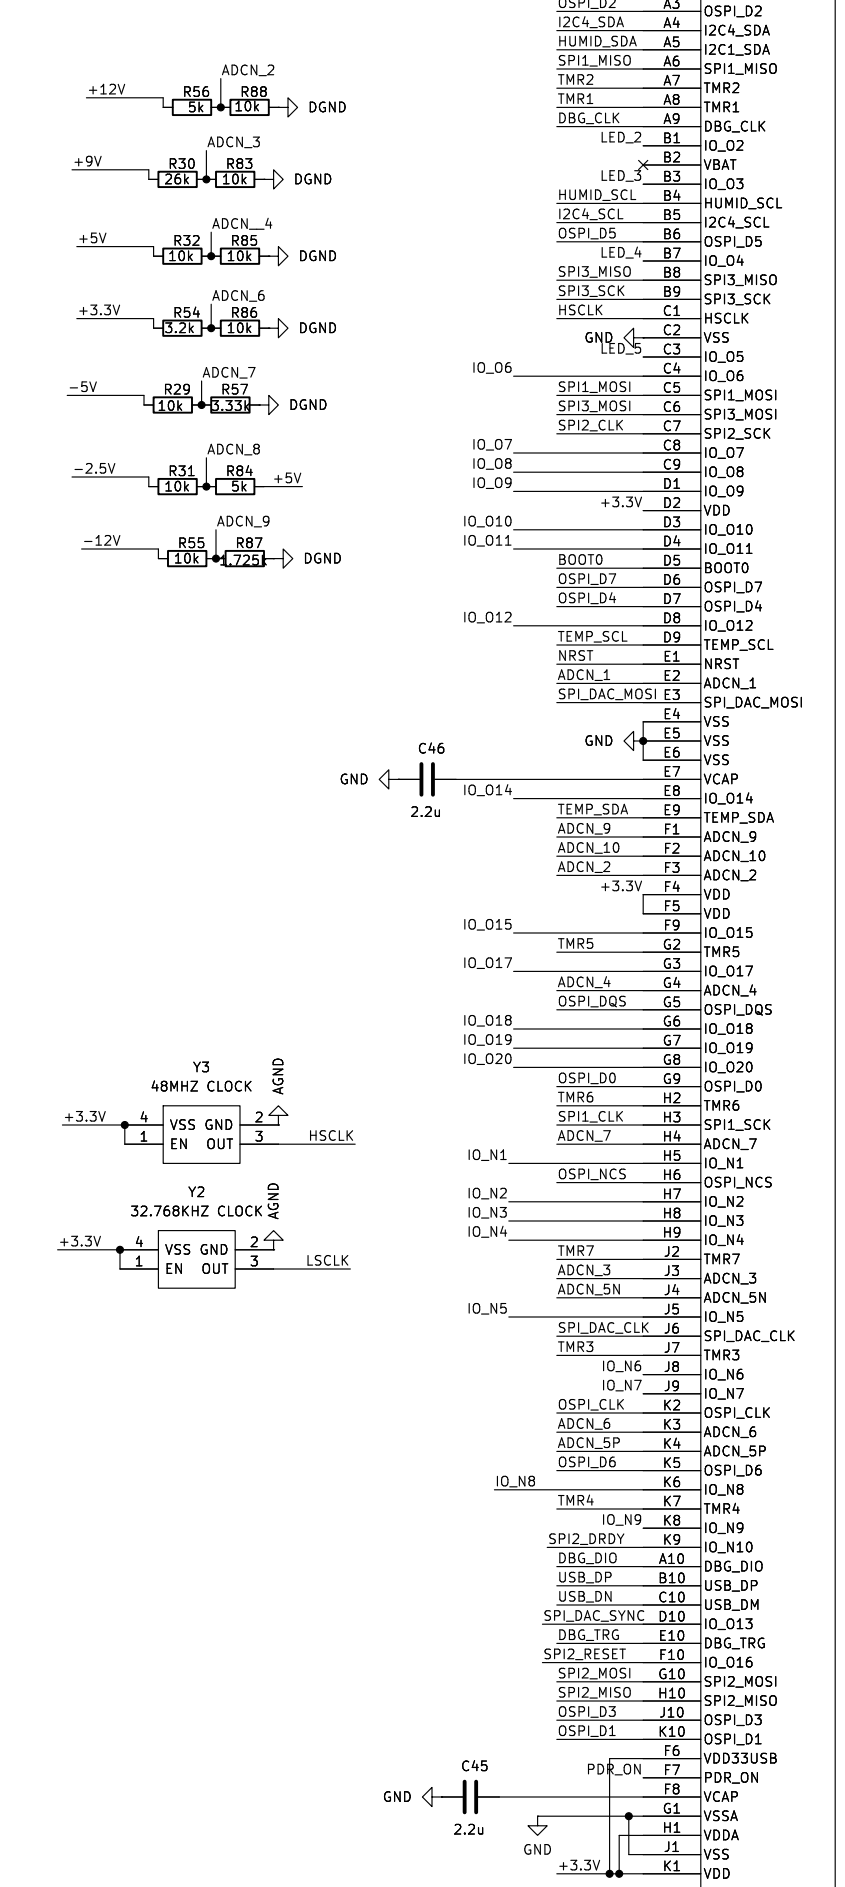 OSPI_D2 A3 OSPI_D2
I2C4_SDA A4 I2C4_SDA
HUMID_SDA A5 I2C1_SDA
SPI1_MISO A6 SPI1_MISO
TMR2 A7 TMR2
TMR1 A8 TMR1
DBG_CLK A9 DBG_CLK
LED_2 B1 IO_O2
B2 VBAT
LED_3 B3 IO_O3
HUMID_SCL B4 HUMID_SCL
I2C4_SCL B5 I2C4_SCL
OSPI_D5 B6 OSPI_D5
LED_4 B7 IO_O4
SPI3_MISO B8 SPI3_MISO
SPI3_SCK B9 SPI3_SCK
HSCLK C1 HSCLK
GND C2 VSS
LED_5 C3 IO_O5
IO_O6 C4 IO_O6
SPI1_MOSI C5 SPI1_MOSI
SPI3_MOSI C6 SPI3_MOSI
SPI2_CLK C7 SPI2_SCK
IO_O7 C8 IO_O7
IO_O8 C9 IO_O8
IO_O9 D1 IO_O9
+3.3V D2 VDD
IO_O10 D3 IO_O10
IO_O11 D4 IO_O11
BOOT0 D5 BOOT0
OSPI_D7 D6 OSPI_D7
OSPI_D4 D7 OSPI_D4
IO_O12 D8 IO_O12
TEMP_SCL D9 TEMP_SCL
NRST E1 NRST
ADCN_1 E2 ADCN_1
SPI_DAC_MOSI E3 SPI_DAC_MOSI
E4 VSS
GND E5 VSS
E6 VSS
E7 VCAP
IO_O14 E8 IO_O14
TEMP_SDA E9 TEMP_SDA
ADCN_9 F1 ADCN_9
ADCN_10 F2 ADCN_10
ADCN_2 F3 ADCN_2
+3.3V F4 VDD
F5 VDD
IO_O15 F9 IO_O15
TMR5 G2 TMR5
IO_O17 G3 IO_O17
ADCN_4 G4 ADCN_4
OSPI_DQS G5 OSPI_DQS
IO_O18 G6 IO_O18
IO_O19 G7 IO_O19
IO_O20 G8 IO_O20
OSPI_D0 G9 OSPI_D0
TMR6 H2 TMR6
SPI1_CLK H3 SPI1_SCK
ADCN_7 H4 ADCN_7
IO_N1 H5 IO_N1
OSPI_NCS H6 OSPI_NCS
IO_N2 H7 IO_N2
IO_N3 H8 IO_N3
IO_N4 H9 IO_N4
TMR7 J2 TMR7
ADCN_3 J3 ADCN_3
ADCN_5N J4 ADCN_5N
IO_N5 J5 IO_N5
SPI_DAC_CLK J6 SPI_DAC_CLK
TMR3 J7 TMR3
IO_N6 J8 IO_N6
IO_N7 J9 IO_N7
OSPI_CLK K2 OSPI_CLK
ADCN_6 K3 ADCN_6
ADCN_5P K4 ADCN_5P
OSPI_D6 K5 OSPI_D6
IO_N8 K6 IO_N8
TMR4 K7 TMR4
IO_N9 K8 IO_N9
SPI2_DRDY K9 IO_N10
DBG_DIO A10 DBG_DIO
USB_DP B10 USB_DP
USB_DN C10 USB_DM
SPI_DAC_SYNC D10 IO_O13
DBG_TRG E10 DBG_TRG
SPI2_RESET F10 IO_O16
SPI2_MOSI G10 SPI2_MOSI
SPI2_MISO H10 SPI2_MISO
OSPI_D3 J10 OSPI_D3
OSPI_D1 K10 OSPI_D1
F6 VDD33USB
PDR_ON F7 PDR_ON
F8 VCAP
G1 VSSA
H1 VDDA
GND J1 VSS
+3.3V K1 VDD
ADCN_2
+12V R56 R88
5k 10k DGND
ADCN_3
+9V R30 R83
26k 10k DGND
ADCN__4
+5V R32 R85
10k 10k DGND
ADCN_6
+3.3V R54 R86
3.2k 10k DGND
ADCN_7
-5V R29 R57
10k 3.33k DGND
ADCN_8
-2.5V R31 R84
10k 5k +5V
ADCN_9
-12V R55 R87
10k 1.725k DGND
C46
GND
2.2u
Y3
48MHZ CLOCK AGND
+3.3V 4 VSS GND 2
1 EN OUT 3 HSCLK
Y2
32.768KHZ CLOCK AGND
+3.3V 4 VSS GND 2
1 EN OUT 3 LSCLK
C45
GND
2.2u